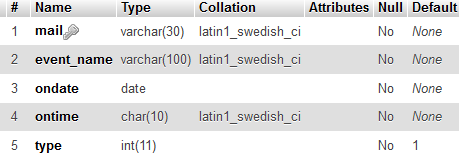 # Name Type Collation Attributes Null Default
1 mail varchar(30) latin1_swedish_ci No None
2 event_name varchar(100) latin1_swedish_ci No None
3 ondate date No None
4 ontime char(10) latin1_swedish_ci No None
5 type int(11) No 1